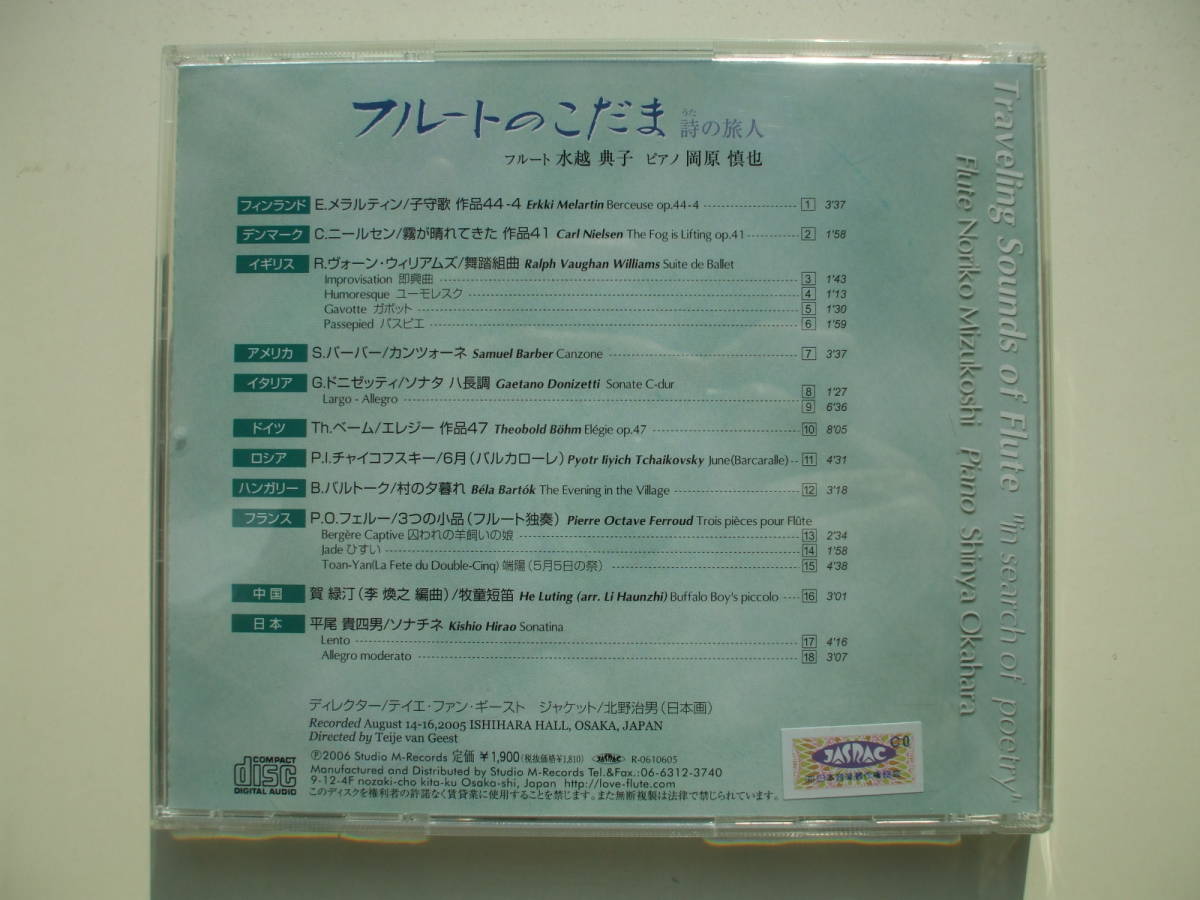 フルートのこだま 詩の旅人
うた
フルート 水越 典子 ピアノ 岡原 慎也
フィンランド E.メラルティン/子守歌 作品44-4 Erkki Melartin Berceuse op.44-4 1 3'37
デンマーク C.ニールセン/霧が晴れてきた 作品41 Carl Nielsen The Fog is Lifting op.41 2 1'58
イギリス R.ヴォーン・ウィリアムズ/舞踏組曲 Ralph Vaughan Williams Suite de Ballet
Improvisation 即興曲 3 1'43
Humoresque ユーモレスク 4 1'13
Gavotte ガボット 5 1'30
Passepied パスピエ 6 1'59
アメリカ S.バーバー/カンツォーネ Samuel Barber Canzone 7 3'37
イタリア G.ドニゼッティ/ソナタ ハ長調 Gaetano Donizetti Sonate C-dur 8 1'27
Largo - Allegro 9 6'36
ドイツ Th.ベーム/エレジー 作品47 Theobold Böhm Elégie op.47 10 8'05
ロシア P.I.チャイコフスキー/6月(バルカローレ) Pyotr Iiyich Tchaikovsky June(Barcaralle) 11 4'31
ハンガリー B.バルトーク/村の夕暮れ Béla Bartók The Evening in the Village 12 3'18
フランス P.O.フェルー/3つの小品(フルート独奏) Pierre Octave Ferroud Trois pièces pour Flûte
Bergère Captive 囚われの羊飼いの娘 13 2'34
Jade ひすい 14 1'58
Toan-Yan(La Fete du Double-Cinq) 端陽(5月5日の祭) 15 4'38
中国 賀 緑汀(李 煥之 編曲)/牧童短笛 He Luting (arr. Li Haunzhi) Buffalo Boy's piccolo 16 3'01
日本 平尾 貴四男/ソナチネ Kishio Hirao Sonatina
Lento 17 4'16
Allegro moderato 18 3'07
ディレクター/テイエ・ファン・ギースト ジャケット/北野治男(日本画)
Recorded August 14-16,2005 ISHIHARA HALL, OSAKA, JAPAN
Directed by Teije van Geest
COMPACT disc DIGITAL AUDIO
Ⓟ2006 Studio M-Records 定価 ¥1,900(税抜価格¥1,810) JASRAC R-0610605
Manufactured and Distributed by Studio M-Records Tel.&Fax.:06-6312-3740
9-12-4F nozaki-cho kita-ku Osaka-shi, Japan http://love-flute.com
このディスクを権利者の許諾なく賃貸業に使用することを禁じます。また無断複製は法律で禁じられています。
JASRAC
Traveling Sounds of Flute "in search of poetry"
Flute Noriko Mizukoshi Piano Shinya Okahara